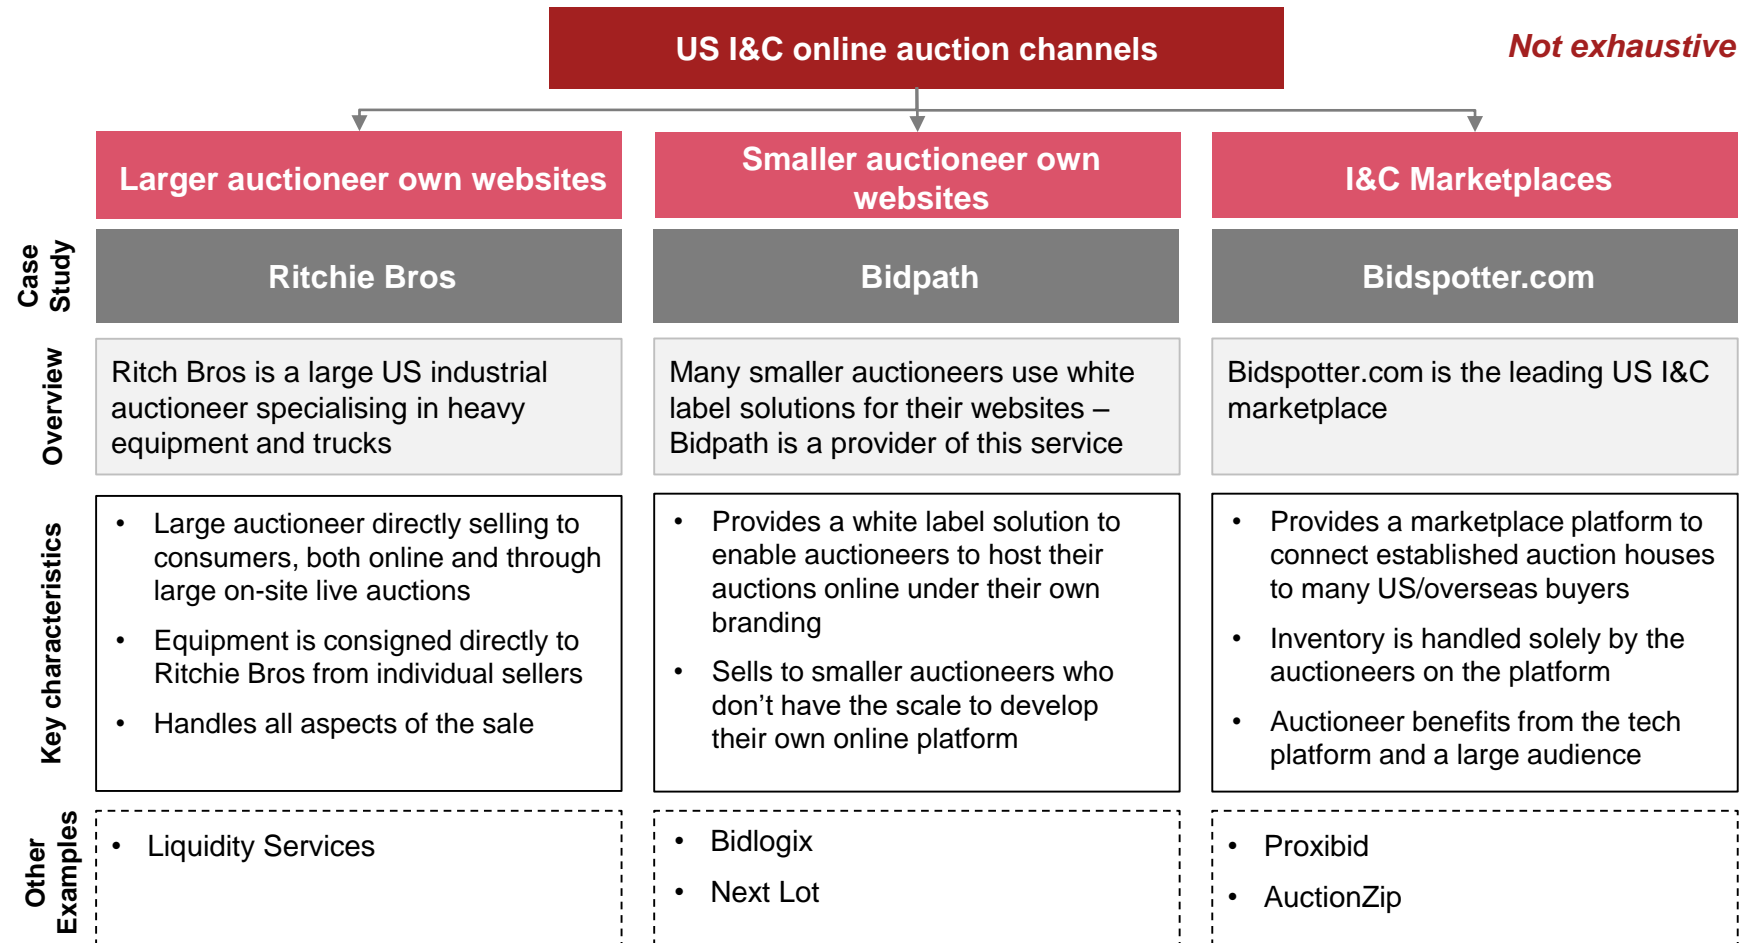 US I&C online auction channels
Not exhaustive
Larger auctioneer own websites
Smaller auctioneer own
websites
I&C Marketplaces
Case
Study
Ritchie Bros
Bidpath
Bidspotter.com
Overview
Ritch Bros is a large US industrial
auctioneer specialising in heavy
equipment and trucks
Many smaller auctioneers use white
label solutions for their websites –
Bidpath is a provider of this service
Bidspotter.com is the leading US I&C
marketplace
Key characteristics
• Large auctioneer directly selling to
consumers, both online and through
large on-site live auctions
• Equipment is consigned directly to
Ritchie Bros from individual sellers
• Handles all aspects of the sale
• Provides a white label solution to
enable auctioneers to host their
auctions online under their own
branding
• Sells to smaller auctioneers who
don’t have the scale to develop
their own online platform
• Provides a marketplace platform to
connect established auction houses
to many US/overseas buyers
• Inventory is handled solely by the
auctioneers on the platform
• Auctioneer benefits from the tech
platform and a large audience
Other
Examples
• Liquidity Services
• Bidlogix
• Next Lot
• Proxibid
• AuctionZip